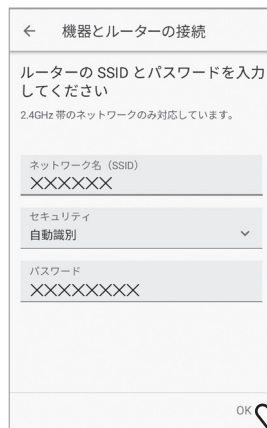 ← 機器とルーターの接続
ルーターの SSID とパスワードを入力
してください
2.4GHz 帯のネットワークのみ対応しています。
ネットワーク名（SSID）
XXXXXX
セキュリティ
自動識別
パスワード
XXXXXXXX
OK